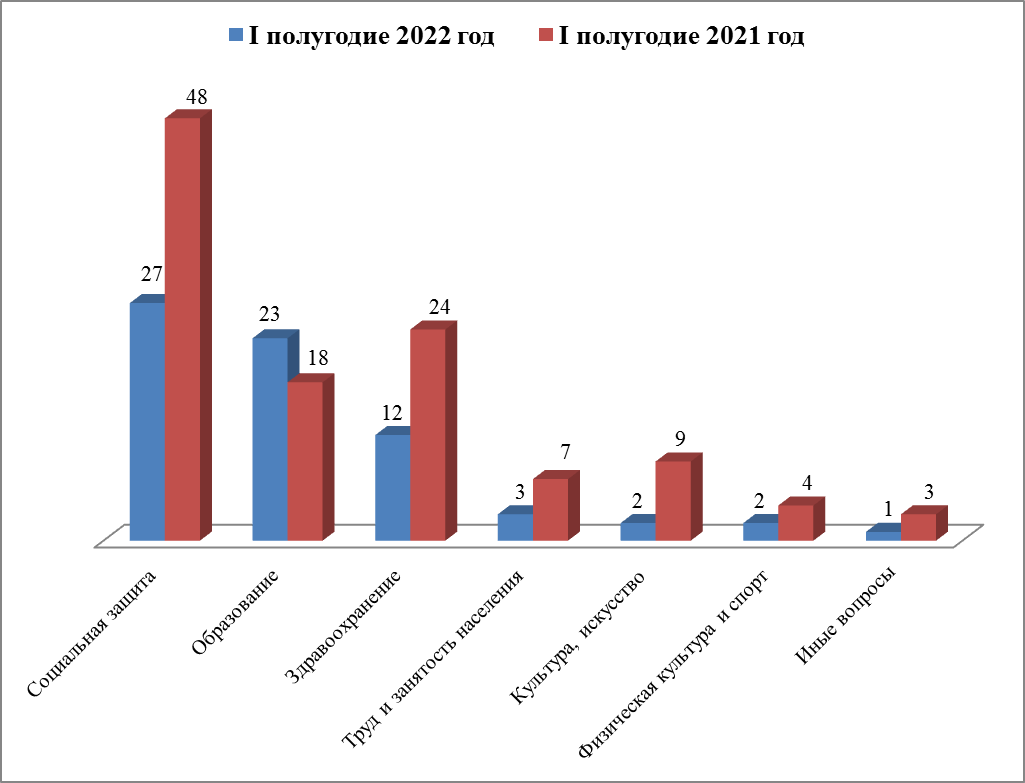 I полугодие 2022 год I полугодие 2021 год
48
27
23
18
12
24
3
7
2
9
2
4
1
3
Социальная защита
Образование
Здравоохранение
Труд и занятость населения
Культура, искусство
Физическая культура и спорт
Иные вопросы